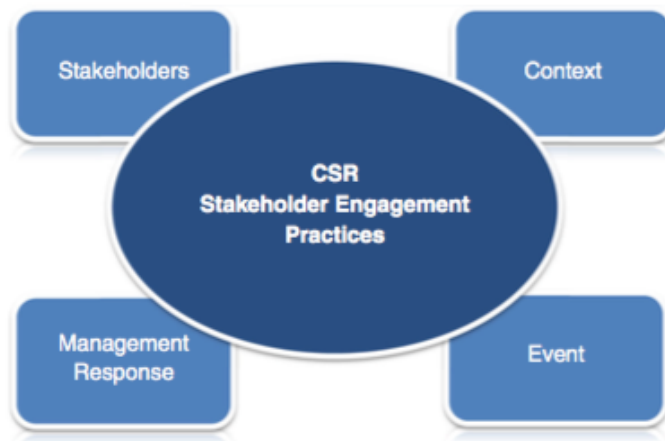 Stakeholders
Context
CSR
Stakeholder Engagement
Practices
Management
Response
Event